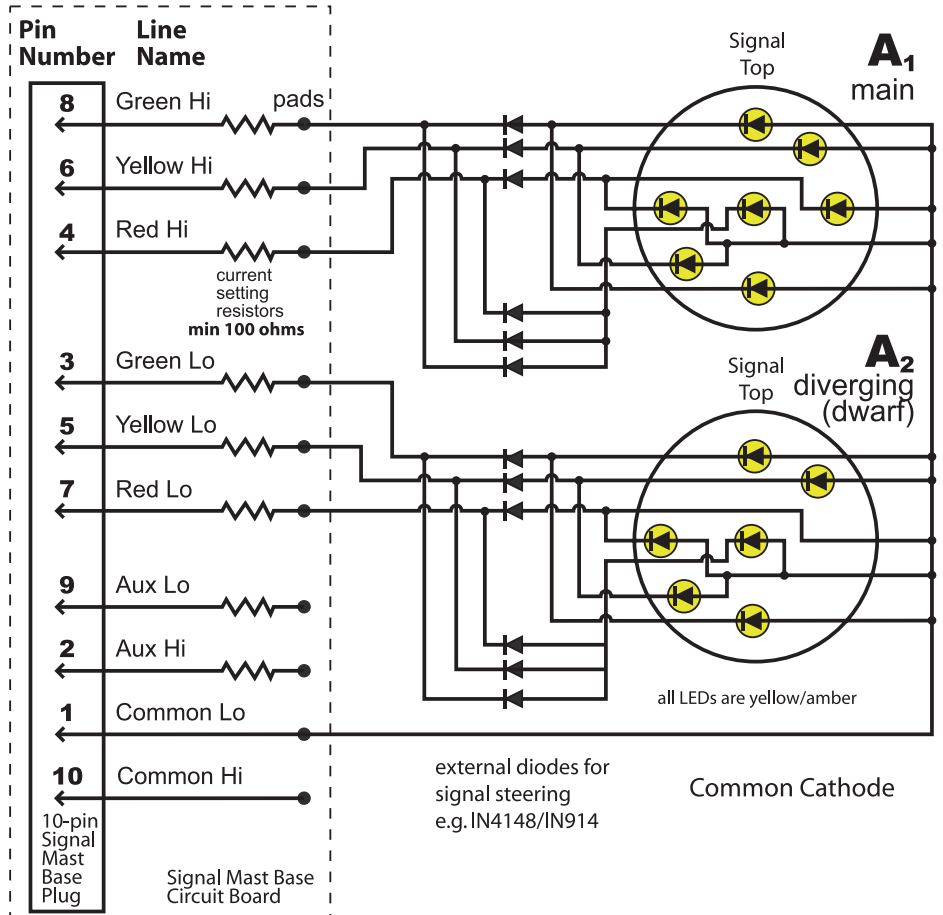 Pin
Number
Line
Name
8
Green Hi
pads
6
Yellow Hi
4
Red Hi
current
setting
resistors
min 100 ohms
3
Green Lo
5
Yellow Lo
7
Red Lo
9
Aux Lo
2
Aux Hi
1
Common Lo
10
Common Hi
10-pin
Signal
Mast
Base
Plug
Signal Mast Base
Circuit Board
Signal
Top
A1
main
Signal
Top
A2
diverging
(dwarf)
all LEDs are yellow/amber
external diodes for
signal steering
e.g. IN4148/IN914
Common Cathode